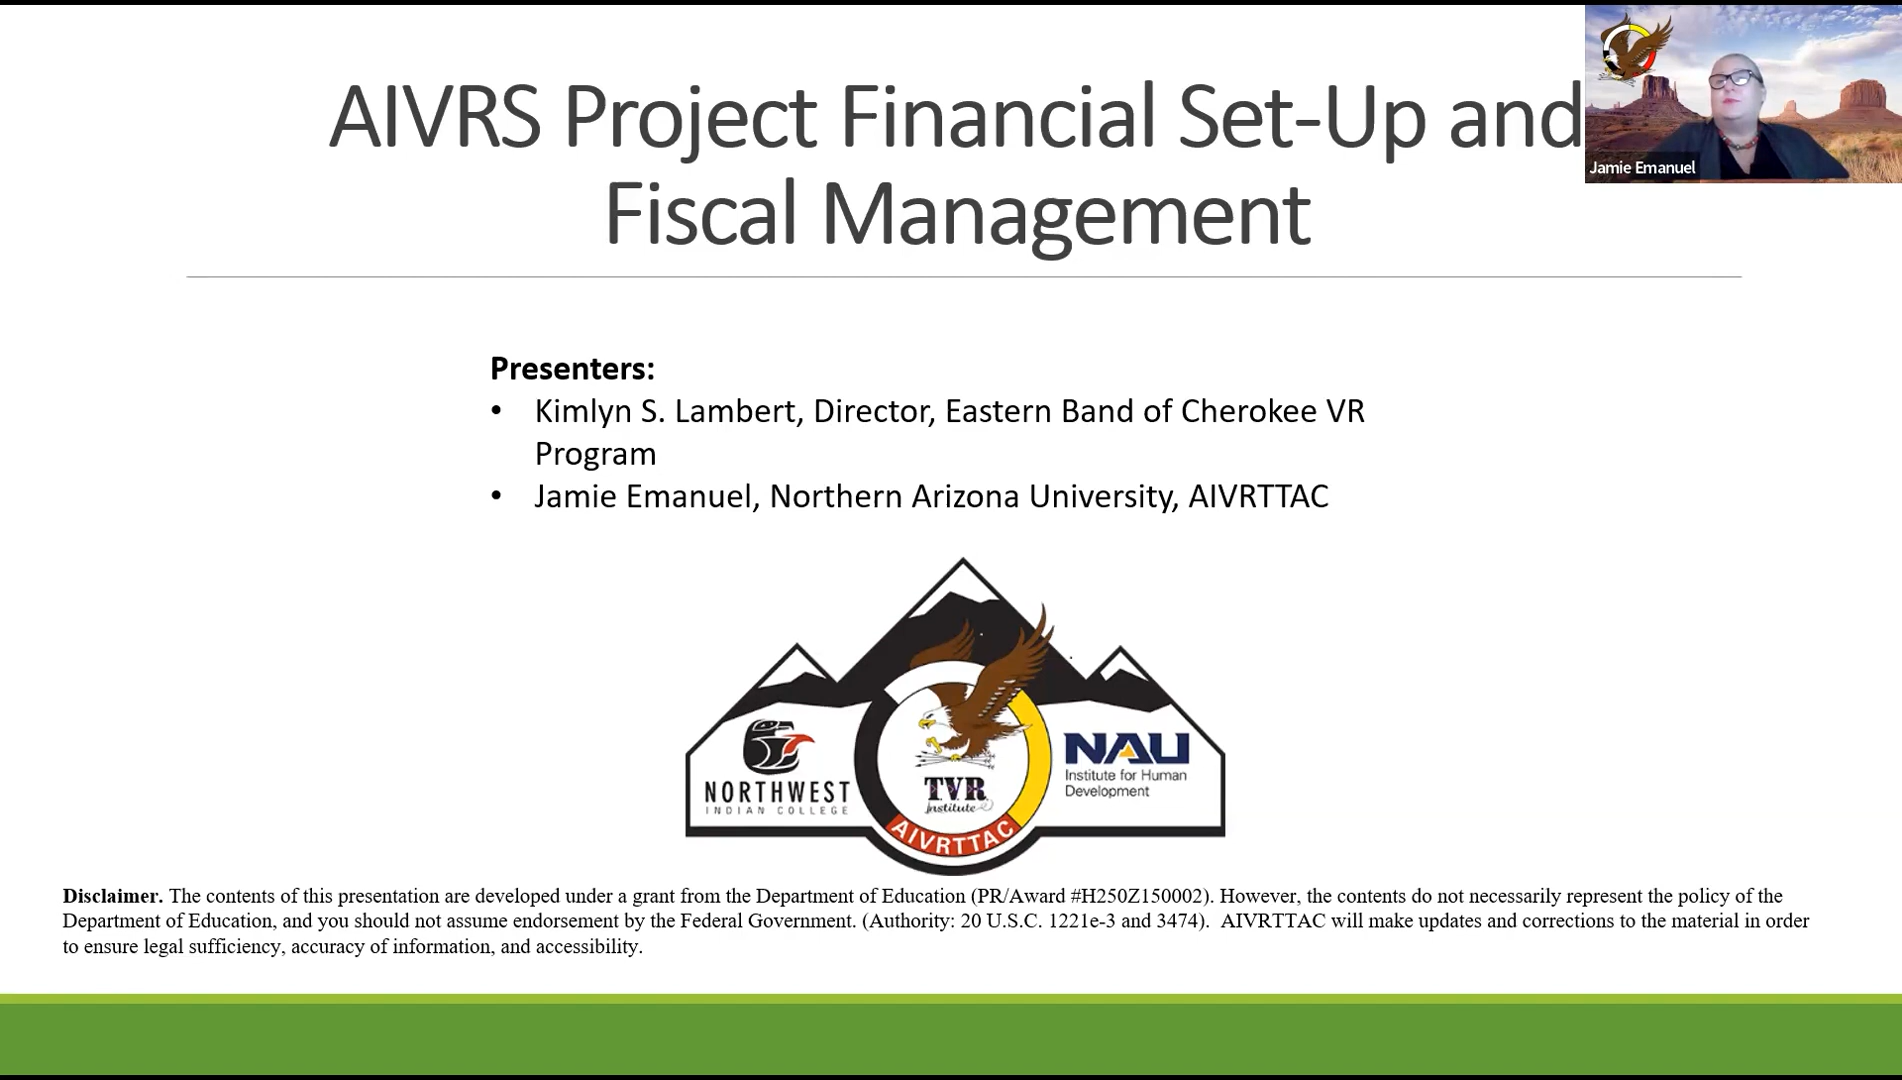 AIVRS Project Financial Set-Up and
Fiscal Management
Jamie Emanuel
Presenters:
• Kimlyn S. Lambert, Director, Eastern Band of Cherokee VR
Program
• Jamie Emanuel, Northern Arizona University, AIVRTTAC
NORTHWEST
INDIAN COLLEGE
TVR
Institute
AIVRTTAC
NAU
Institute for Human
Development
Disclaimer. The contents of this presentation are developed under a grant from the Department of Education (PR/Award #H250Z150002). However, the contents do not necessarily represent the policy of the
Department of Education, and you should not assume endorsement by the Federal Government. (Authority: 20 U.S.C. 1221e-3 and 3474).  AIVRTTAC will make updates and corrections to the material in order
to ensure legal sufficiency, accuracy of information, and accessibility.